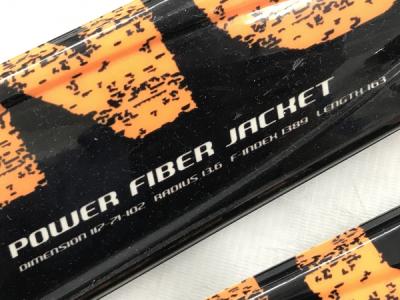 POWER FIBER JACKET
DIMENSION 117-71-102 RADIUS 13.6 F-INDEX 1389 LENGTH 163